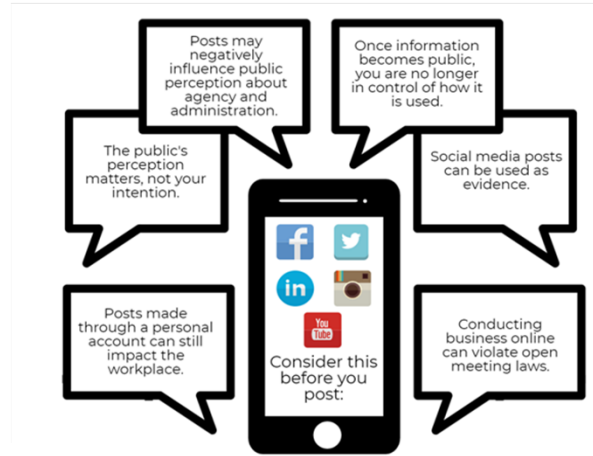 Posts may
negatively
influence public
perception about
agency and
administration.
Once information
becomes public,
you are no longer
in control of how it
is used.
The public's
perception
matters, not your
intention.
Social media posts
can be used as
evidence.
Posts made
through a personal
account can still
impact the
workplace.
Conducting
business online
can violate open
meeting laws.
f
in
You
Tube
Consider this
before you
post: